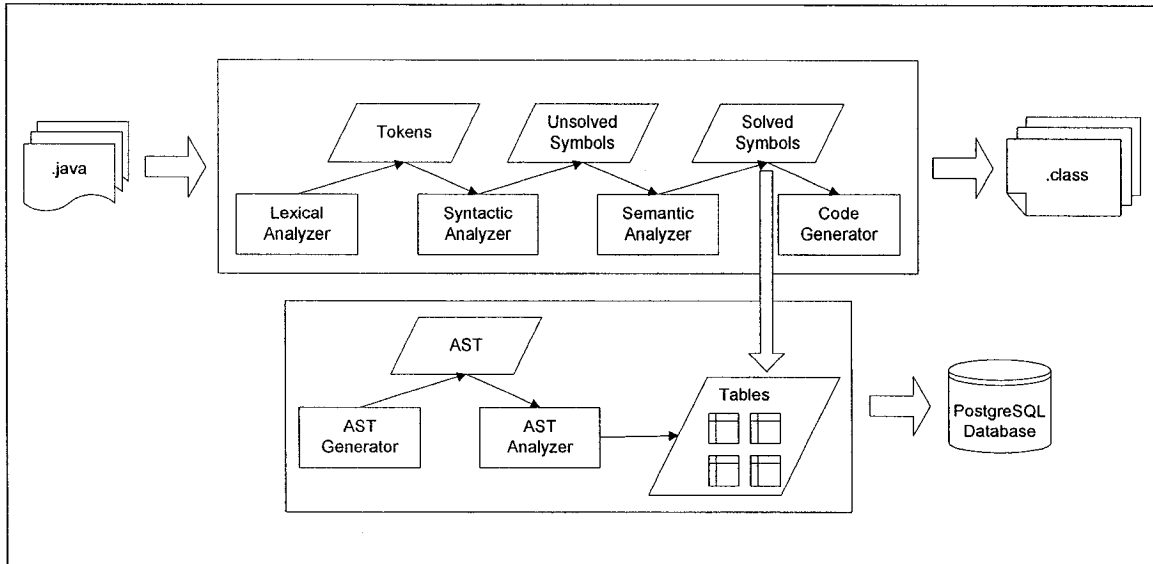 .java
Tokens
Unsolved
Symbols
Solved
Symbols
Lexical
Analyzer
Syntactic
Analyzer
Semantic
Analyzer
Code
Generator
.class
AST
AST
Generator
AST
Analyzer
Tables
PostgreSQL
Database